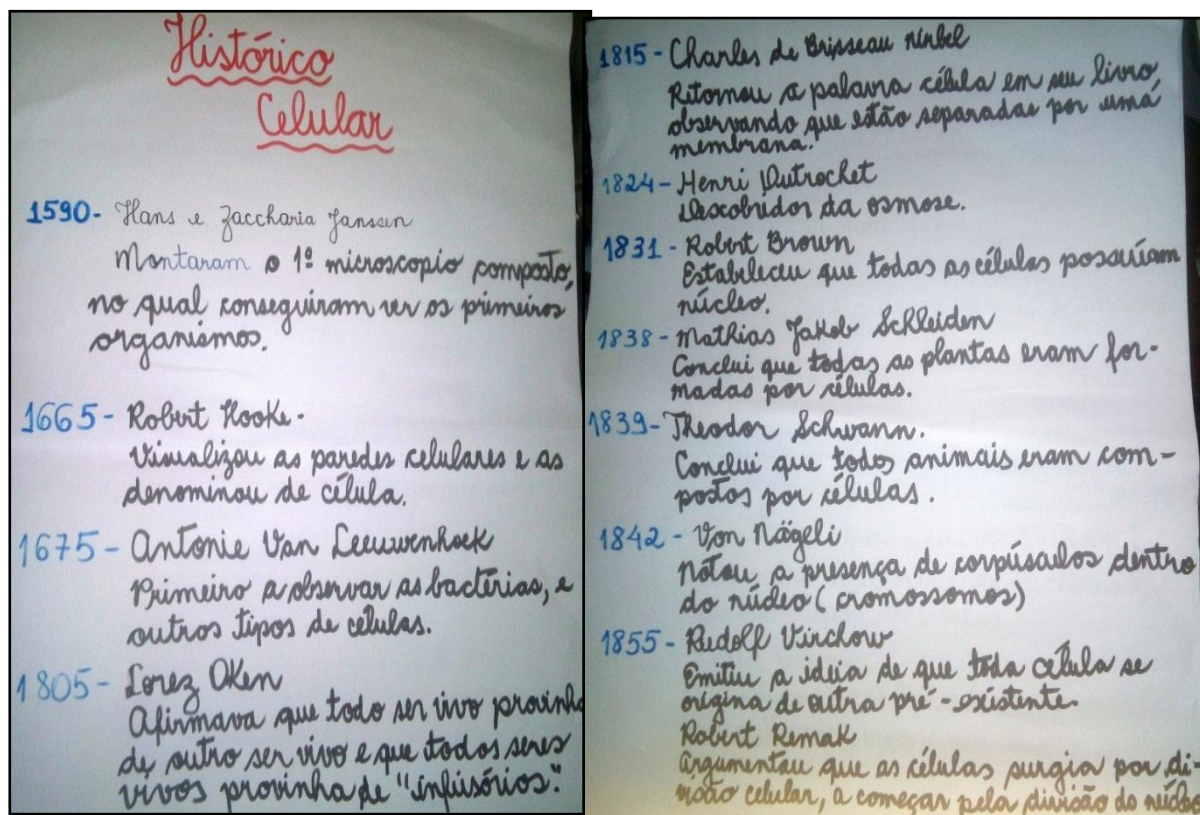 Histórico
Celular
1590- Hans e Zaccharia Janssen
Montaram o 1º microscopio composto,
no qual conseguiram ver os primeiros
organismos.
1665- Robert Hooke.
Visualizou as paredes celulares e as
denominou de célula.
1675- Antonie Van Leeuwenhoek
Primeiro a observar as bactérias, e
outros tipos de células.
1805- Lorez Oken
Afirmava que todo ser vivo provinha
de outro ser vivo e que todos seres
vivos provinha de "infusórios."
1815- Charles de Brisseau Mirbel
Ritornou a palavra célula em seu livro,
observando que estão separadas por uma
membrana.
1824- Henri Dutrochet
Descobridor da osmose.
1831- Robert Brown
Estabeleceu que todas as células possuíam
núcleo.
1838- Mathias Jakob Schleiden
Conclui que todas as plantas eram for-
madas por células.
1839- Theodor Schwann.
Conclui que todos animais eram com-
postos por células.
1842- Von Nägeli
Notou a presença de corpúsculos dentro
do núcleo (cromossomos)
1855- Rudolf Virchow
Emitiu a ideia de que toda célula se
origina de outra pré-existente.
Robert Remak
Argumentou que as células surgia por di-
visão celular, a começar pela divisão do núcleo